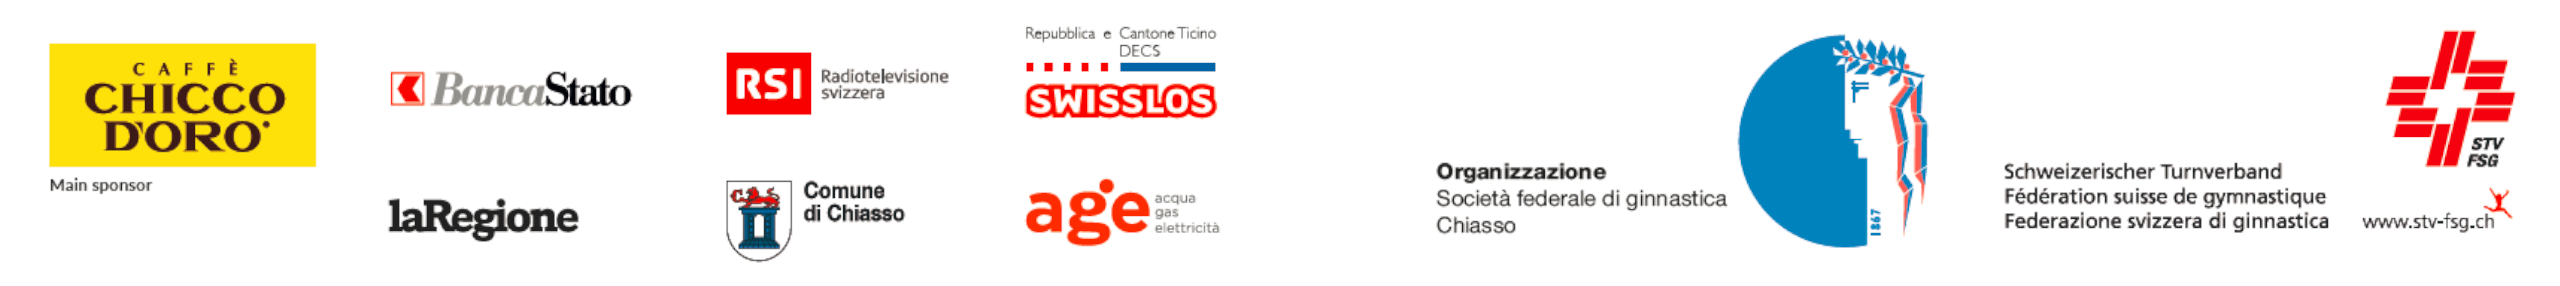 CAFFÈ
CHICCO
D'ORO
Main sponsor
BancaStato
laRegione
RSI Radiotelevisione
svizzera
Comune
di Chiasso
Repubblica e Cantone Ticino
DECS
SWISSLOS
age acqua
gas
elettricità
Organizzazione
Società federale di ginnastica
Chiasso
1867
Schweizerischer Turnverband
Fédération suisse de gymnastique
Federazione svizzera di ginnastica
STV
FSG
www.stv-fsg.ch